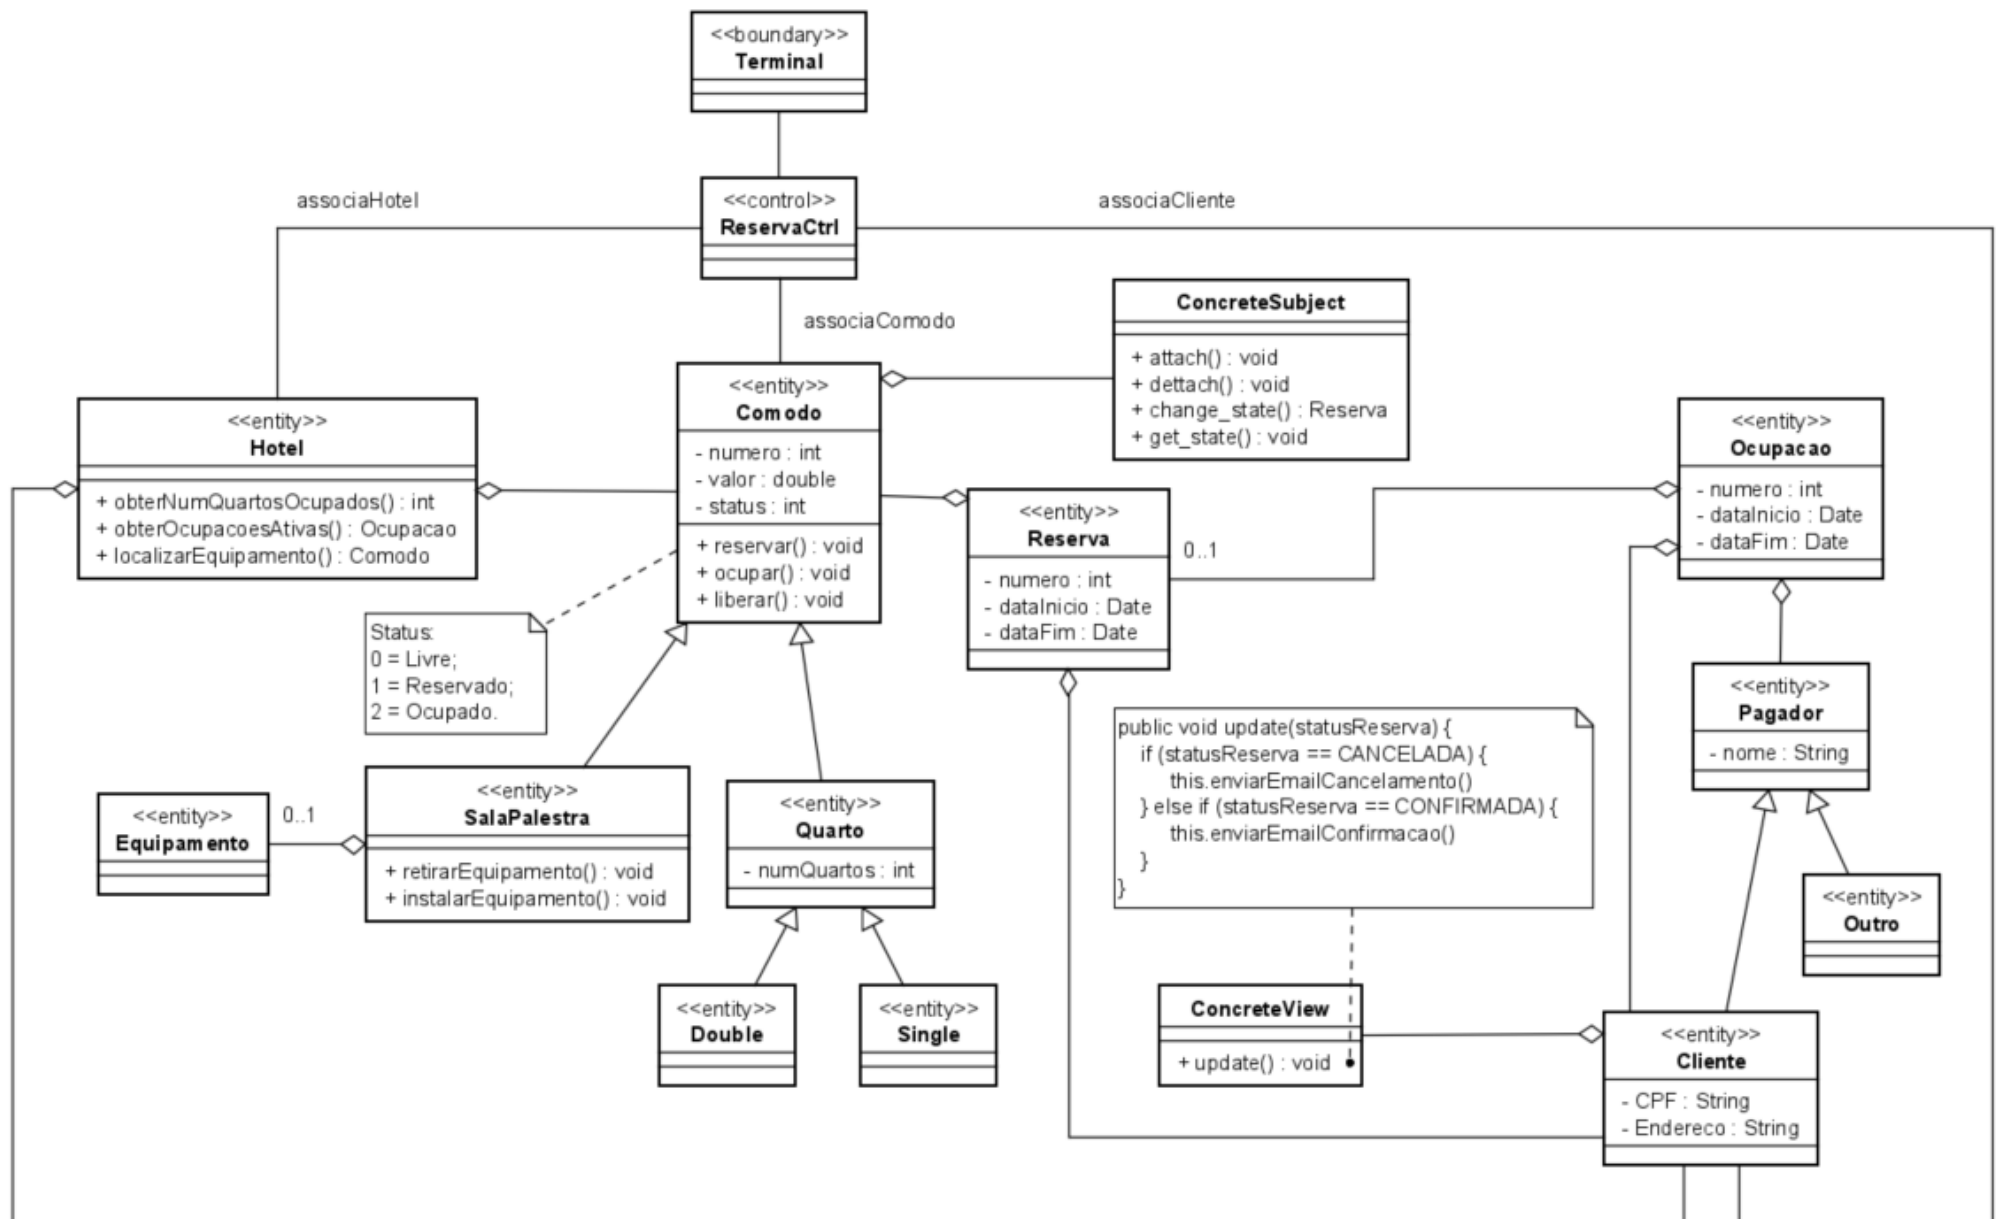 <<boundary>>
Terminal
associaHotel
<<control>>
ReservaCtrl
associaCliente
associaComodo
ConcreteSubject
+ attach() : void
+ dettach() : void
+ change_state() : Reserva
+ get_state() : void
<<entity>>
Hotel
+ obterNumQuartosOcupados() : int
+ obterOcupacoesAtivas() : Ocupacao
+ localizarEquipamento() : Comodo
<<entity>>
Comodo
- numero : int
- valor : double
- status : int
+ reservar() : void
+ ocupar() : void
+ liberar() : void
<<entity>>
Reserva
- numero : int
- dataInicio : Date
- dataFim : Date
0..1
<<entity>>
Ocupacao
- numero : int
- dataInicio : Date
- dataFim : Date
Status:
0 = Livre;
1 = Reservado;
2 = Ocupado.
<<entity>>
Pagador
- nome : String
public void update(statusReserva) {
if (statusReserva == CANCELADA) {
this.enviarEmailCancelamento()
} else if (statusReserva == CONFIRMADA) {
this.enviarEmailConfirmacao()
}
}
<<entity>>
Equipamento
0..1
<<entity>>
SalaPalestra
+ retirarEquipamento() : void
+ instalarEquipamento() : void
<<entity>>
Quarto
- numQuartos : int
<<entity>>
Outro
<<entity>>
Double
<<entity>>
Single
ConcreteView
+ update() : void
<<entity>>
Cliente
- CPF : String
- Endereco : String